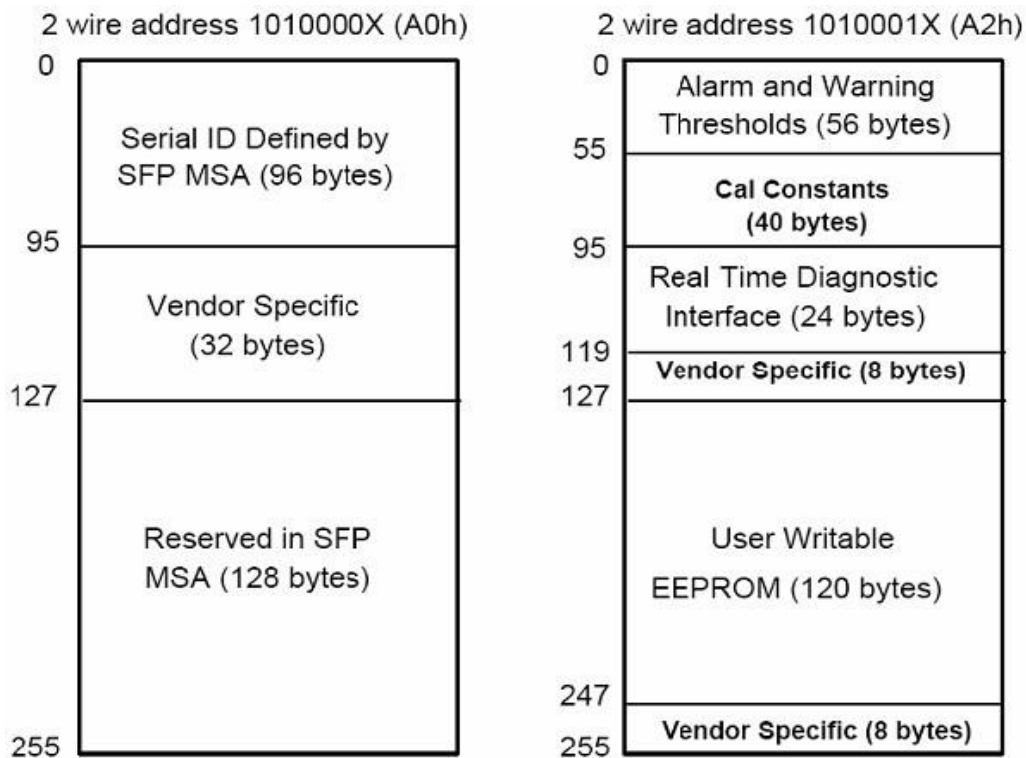 2 wire address 1010000X (A0h)
0
Serial ID Defined by
SFP MSA (96 bytes)
95
Vendor Specific
(32 bytes)
127
Reserved in SFP
MSA (128 bytes)
255
2 wire address 1010001X (A2h)
0
Alarm and Warning
Thresholds (56 bytes)
55
Cal Constants
(40 bytes)
95
Real Time Diagnostic
Interface (24 bytes)
119
Vendor Specific (8 bytes)
127
User Writable
EEPROM (120 bytes)
247
Vendor Specific (8 bytes)
255